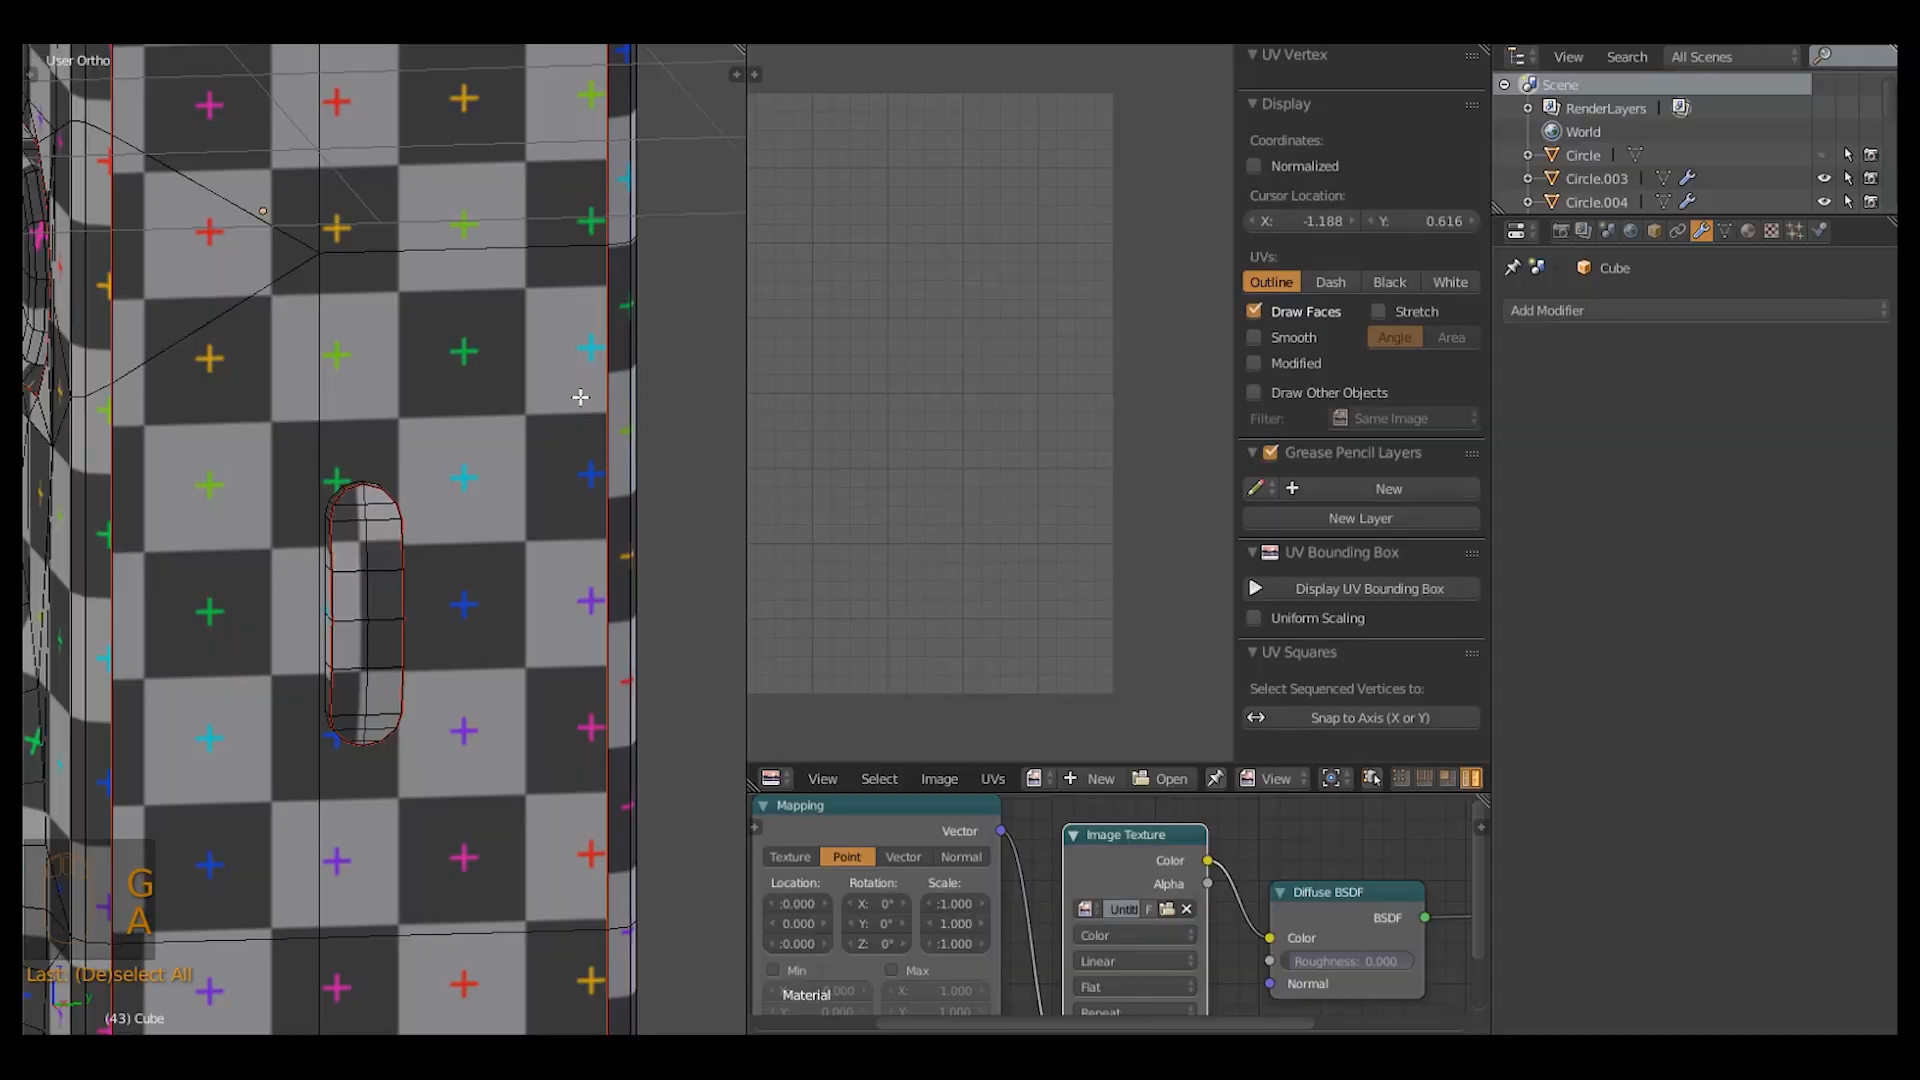 User Ortho
G
A
Last: (De)select All
(43) Cube
UV Vertex
Display
Coordinates:
Normalized
Cursor Location:
X: -1.188 Y: 0.616
UVs:
Outline Dash Black White
Draw Faces Stretch
Smooth Angle Area
Modified
Draw Other Objects
Filter: Same Image
Grease Pencil Layers
New
New Layer
UV Bounding Box
Display UV Bounding Box
Uniform Scaling
UV Squares
Select Sequenced Vertices to:
Snap to Axis (X or Y)
View Select Image UVs New Open View
Mapping
Vector
Texture Point Vector Normal
Location: Rotation: Scale:
:0.000 X: 0° :1.000
0.000 Y: 0° 1.000
:0.000 Z: 0° :1.000
Min Max
0.000 X: 1.000
Material
Image Texture
Color
Alpha
Untitl F
Color
Linear
Flat
Repeat
Diffuse BSDF
BSDF
Color
Roughness: 0.000
Normal
View Search All Scenes
Scene
RenderLayers
World
Circle
Circle.003
Circle.004
Cube
Add Modifier